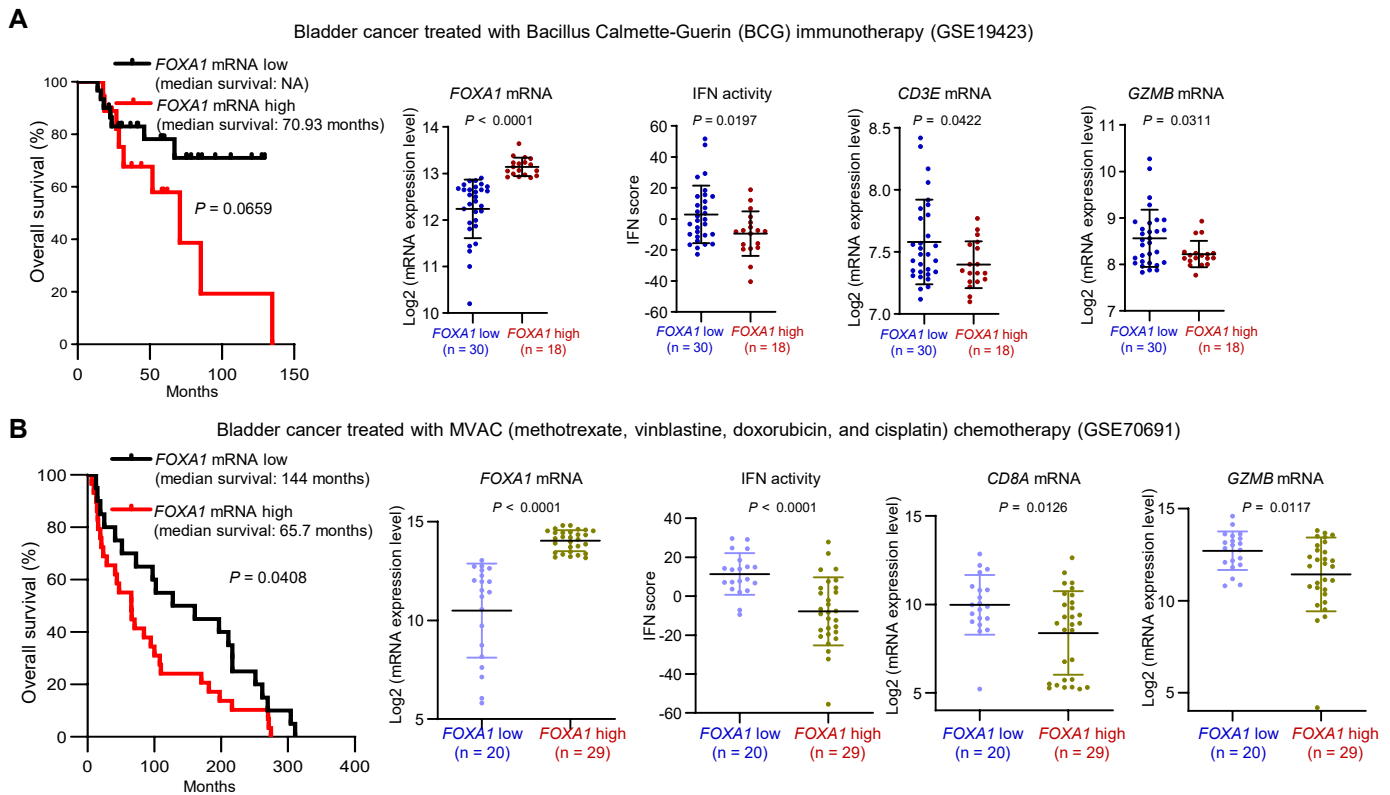 A
Bladder cancer treated with Bacillus Calmette-Guerin (BCG) immunotherapy (GSE19423)
FOXA1 mRNA low
(median survival: NA)
FOXA1 mRNA high
(median survival: 70.93 months)
P = 0.0659
Overall survival (%)
100
80
60
40
20
0
0 50 100 150
Months
FOXA1 mRNA
P < 0.0001
Log2 (mRNA expression level)
14
13
12
11
10
FOXA1 low
(n = 30)
FOXA1 high
(n = 18)
IFN activity
P = 0.0197
IFN score
60
40
20
0
-20
-40
-60
FOXA1 low
(n = 30)
FOXA1 high
(n = 18)
CD3E mRNA
P = 0.0422
Log2 (mRNA expression level)
8.5
8.0
7.5
7.0
FOXA1 low
(n = 30)
FOXA1 high
(n = 18)
GZMB mRNA
P = 0.0311
Log2 (mRNA expression level)
11
10
9
8
7
FOXA1 low
(n = 30)
FOXA1 high
(n = 18)
B
Bladder cancer treated with MVAC (methotrexate, vinblastine, doxorubicin, and cisplatin) chemotherapy (GSE70691)
FOXA1 mRNA low
(median survival: 144 months)
FOXA1 mRNA high
(median survival: 65.7 months)
P = 0.0408
Overall survival (%)
100
80
60
40
20
0
0 100 200 300 400
Months
FOXA1 mRNA
P < 0.0001
Log2 (mRNA expression level)
15
10
5
FOXA1 low
(n = 20)
FOXA1 high
(n = 29)
IFN activity
P < 0.0001
IFN score
40
20
0
-20
-40
-60
FOXA1 low
(n = 20)
FOXA1 high
(n = 29)
CD8A mRNA
P = 0.0126
Log2 (mRNA expression level)
15
10
5
FOXA1 low
(n = 20)
FOXA1 high
(n = 29)
GZMB mRNA
P = 0.0117
Log2 (mRNA expression level)
15
10
5
FOXA1 low
(n = 20)
FOXA1 high
(n = 29)